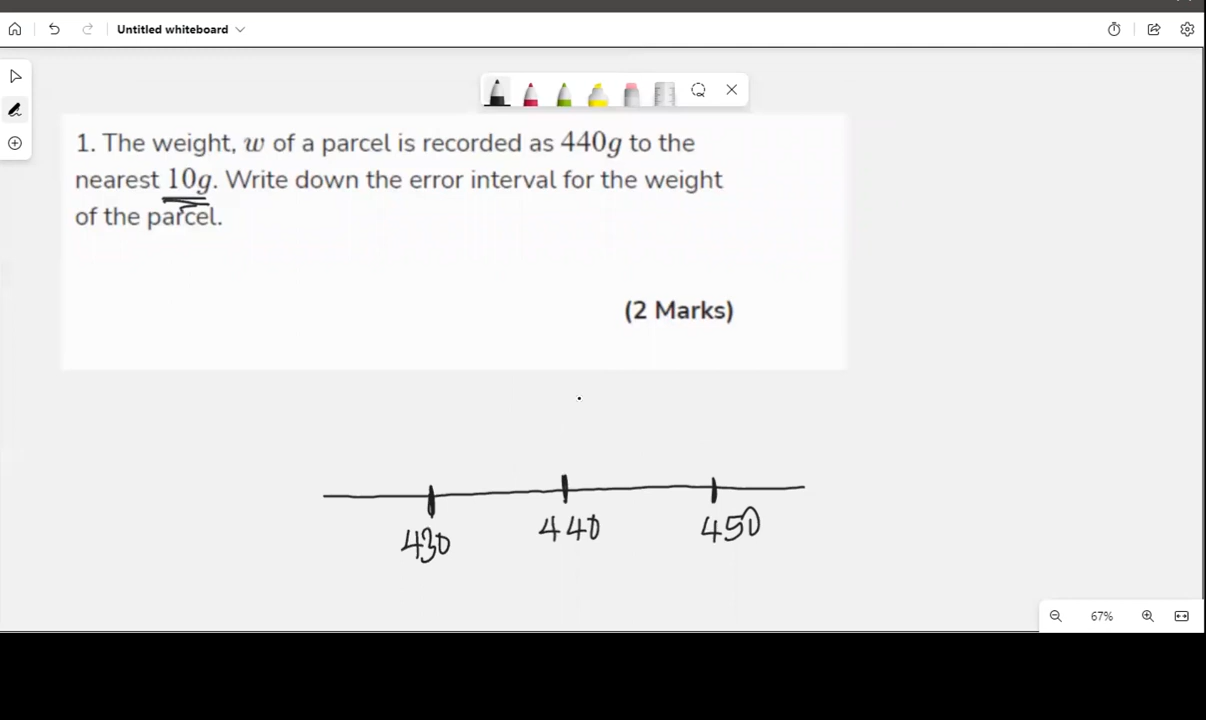 Untitled whiteboard
1. The weight, w of a parcel is recorded as 440g to the
nearest 10g. Write down the error interval for the weight
of the parcel.
(2 Marks)
430 440 450
67%